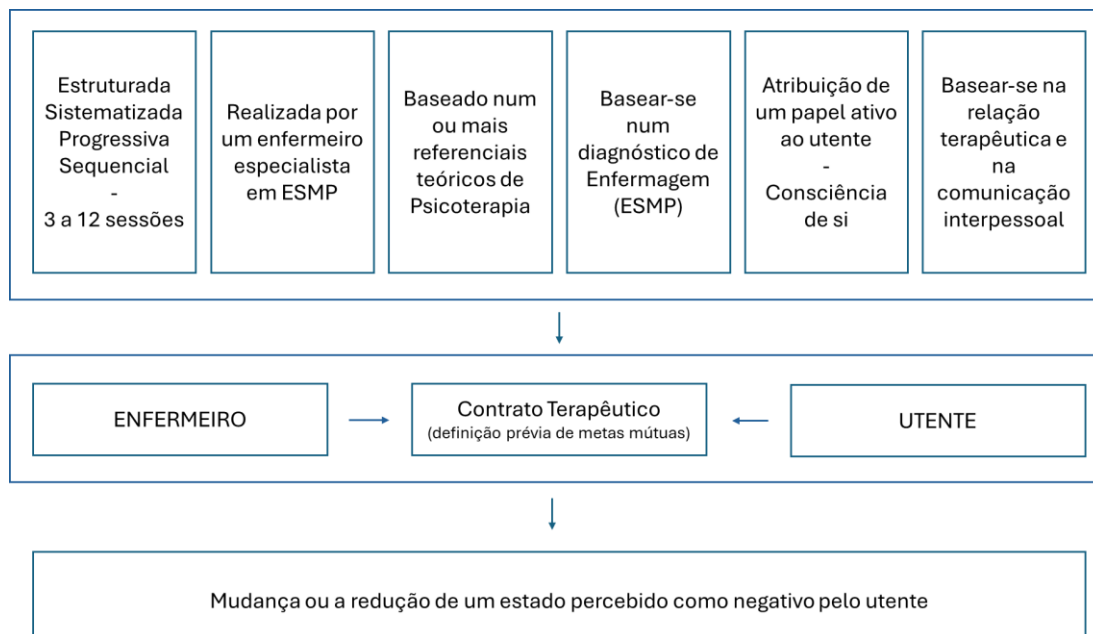 Estruturada
Sistematizada
Progressiva
Sequencial
-
3 a 12 sessões
Realizada por
um enfermeiro
especialista
em ESMP
Baseado num
ou mais
referenciais
teóricos de
Psicoterapia
Basear-se
num
diagnóstico de
Enfermagem
(ESMP)
Atribuição de
um papel ativo
ao utente
-
Consciência
de si
Basear-se na
relação
terapêutica e
na
comunicação
interpessoal
ENFERMEIRO
Contrato Terapêutico
(definição prévia de metas mútuas)
UTENTE
Mudança ou a redução de um estado percebido como negativo pelo utente